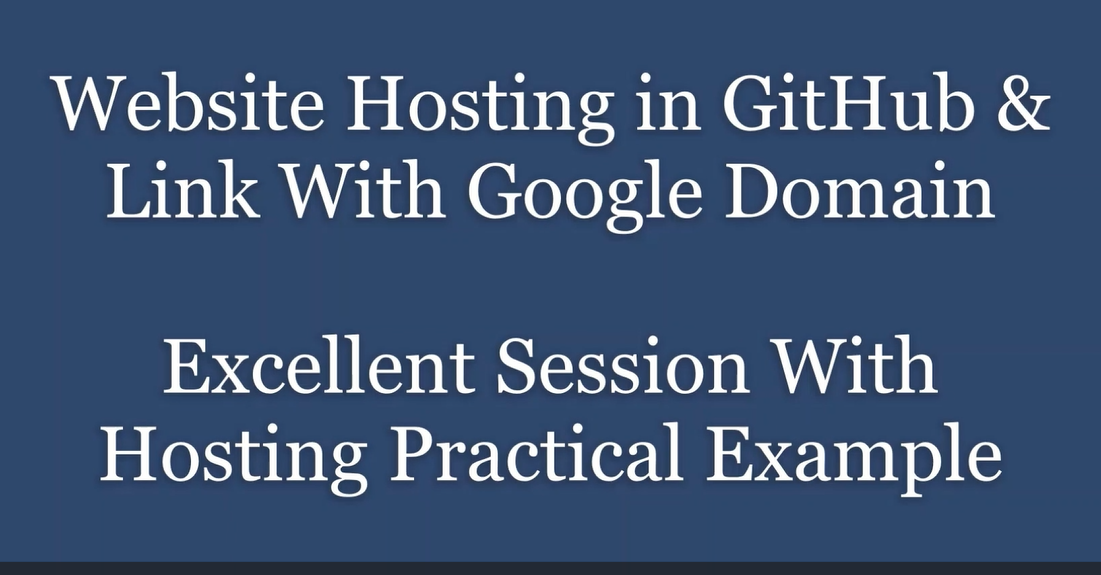 Website Hosting in GitHub &
Link With Google Domain
Excellent Session With
Hosting Practical Example